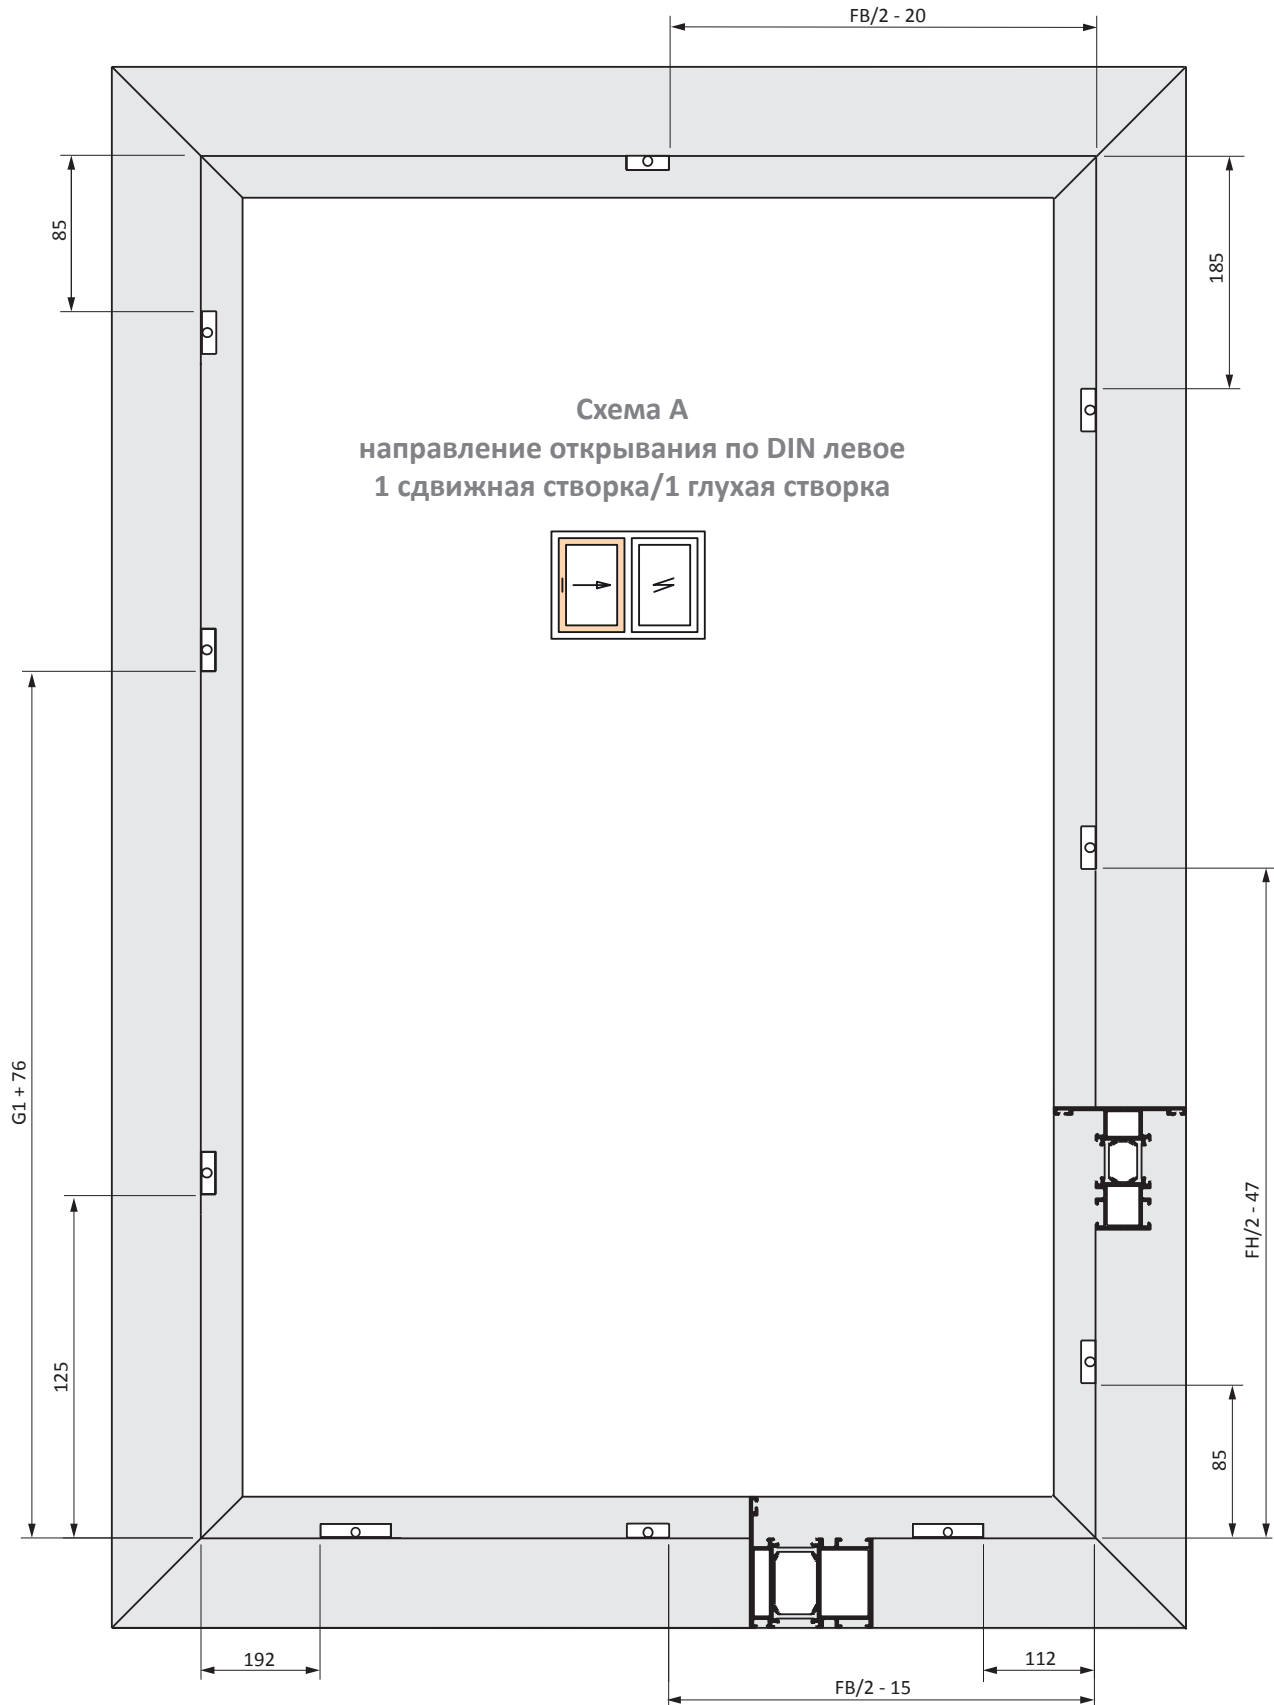 FB/2 - 20
85
185
Схема А
направление открывания по DIN левое
1 сдвижная створка/1 глухая створка
G1 + 76
FH/2 - 47
125
85
192
112
FB/2 - 15